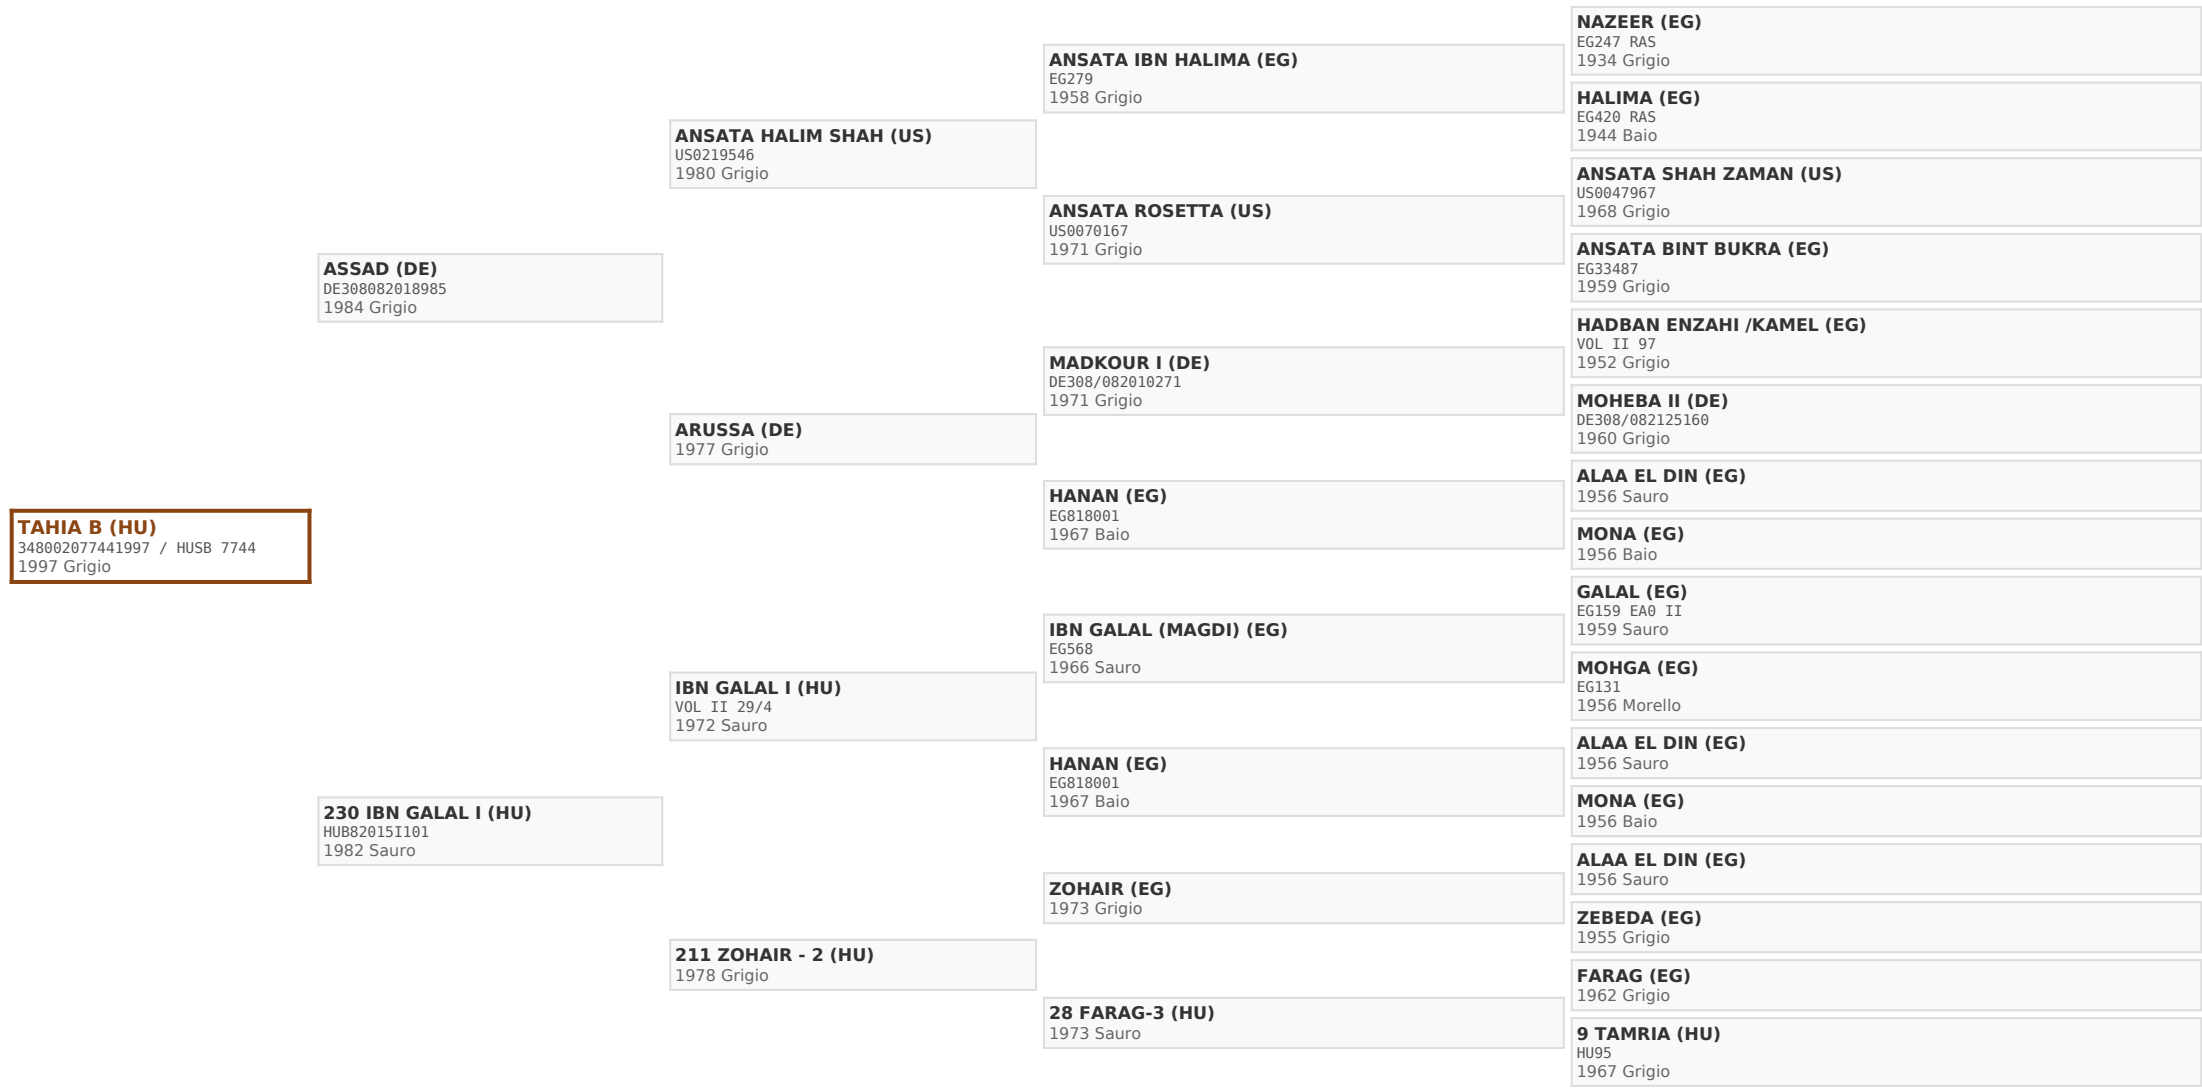 TAHIA B (HU)
348002077441997 / HUSB 7744
1997 Grigio
ASSAD (DE)
DE308082018985
1984 Grigio
230 IBN GALAL I (HU)
HUB82015I101
1982 Sauro
ANSATA HALIM SHAH (US)
US0219546
1980 Grigio
ARUSSA (DE)
1977 Grigio
IBN GALAL I (HU)
VOL II 29/4
1972 Sauro
211 ZOHAIR - 2 (HU)
1978 Grigio
ANSATA IBN HALIMA (EG)
EG279
1958 Grigio
ANSATA ROSETTA (US)
US0070167
1971 Grigio
MADKOUR I (DE)
DE308/082010271
1971 Grigio
HANAN (EG)
EG818001
1967 Baio
IBN GALAL (MAGDI) (EG)
EG568
1966 Sauro
HANAN (EG)
EG818001
1967 Baio
ZOHAIR (EG)
1973 Grigio
28 FARAG-3 (HU)
1973 Sauro
NAZEER (EG)
EG247 RAS
1934 Grigio
HALIMA (EG)
EG420 RAS
1944 Baio
ANSATA SHAH ZAMAN (US)
US0047967
1968 Grigio
ANSATA BINT BUKRA (EG)
EG33487
1959 Grigio
HADBAN ENZAHI /KAMEL (EG)
VOL II 97
1952 Grigio
MOHEBA II (DE)
DE308/082125160
1960 Grigio
ALAA EL DIN (EG)
1956 Sauro
MONA (EG)
1956 Baio
GALAL (EG)
EG159 EA0 II
1959 Sauro
MOHGA (EG)
EG131
1956 Morello
ALAA EL DIN (EG)
1956 Sauro
MONA (EG)
1956 Baio
ALAA EL DIN (EG)
1956 Sauro
ZEBEDA (EG)
1955 Grigio
FARAG (EG)
1962 Grigio
9 TAMRIA (HU)
HU95
1967 Grigio